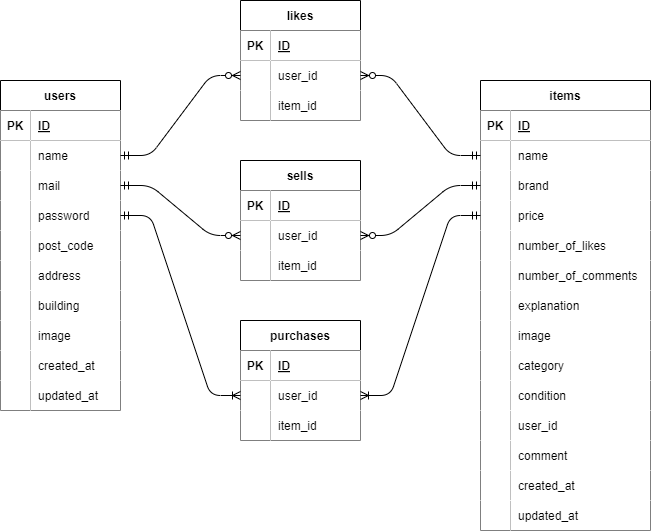 likes
PK ID
user_id
item_id
users
PK ID
name
mail
password
post_code
address
building
image
created_at
updated_at
sells
PK ID
user_id
item_id
purchases
PK ID
user_id
item_id
items
PK ID
name
brand
price
number_of_likes
number_of_comments
explanation
image
category
condition
user_id
comment
created_at
updated_at